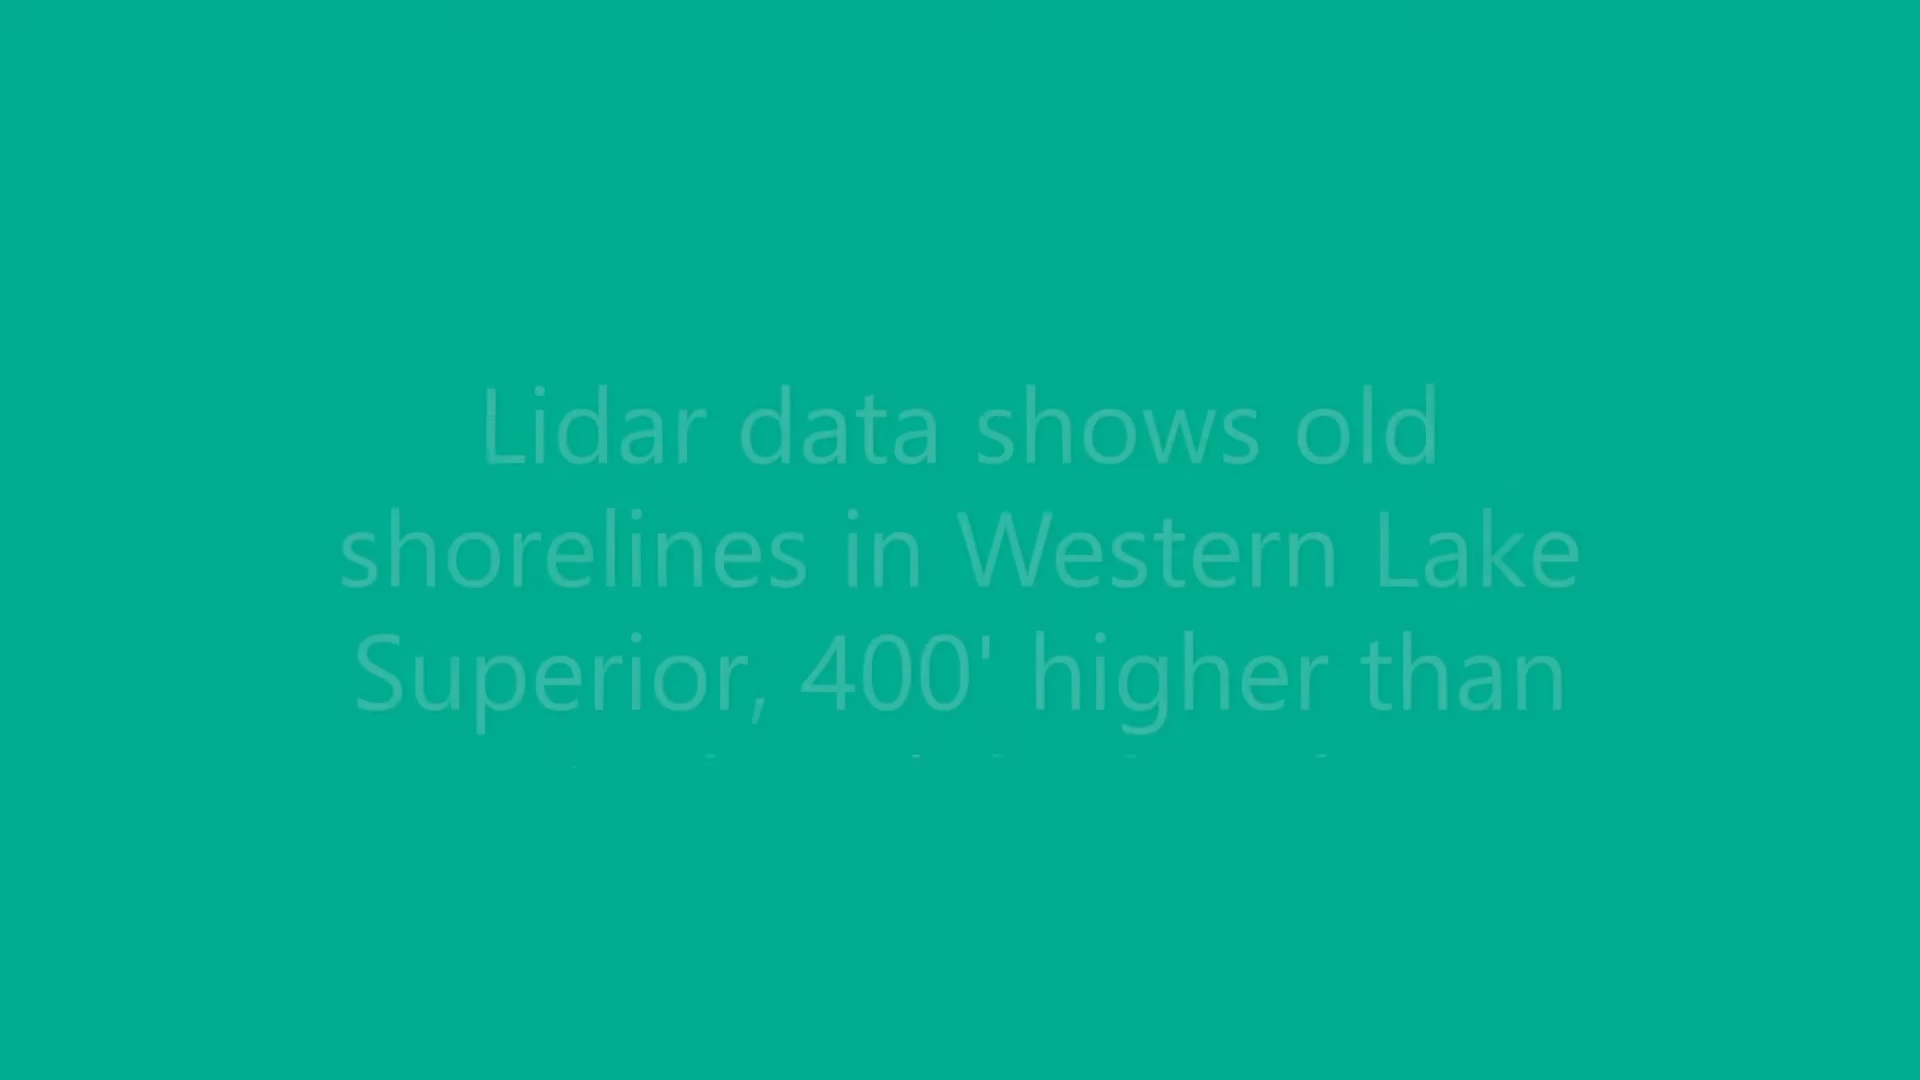 Lidar data shows old
shorelines in Western Lake
Superior, 400' higher than